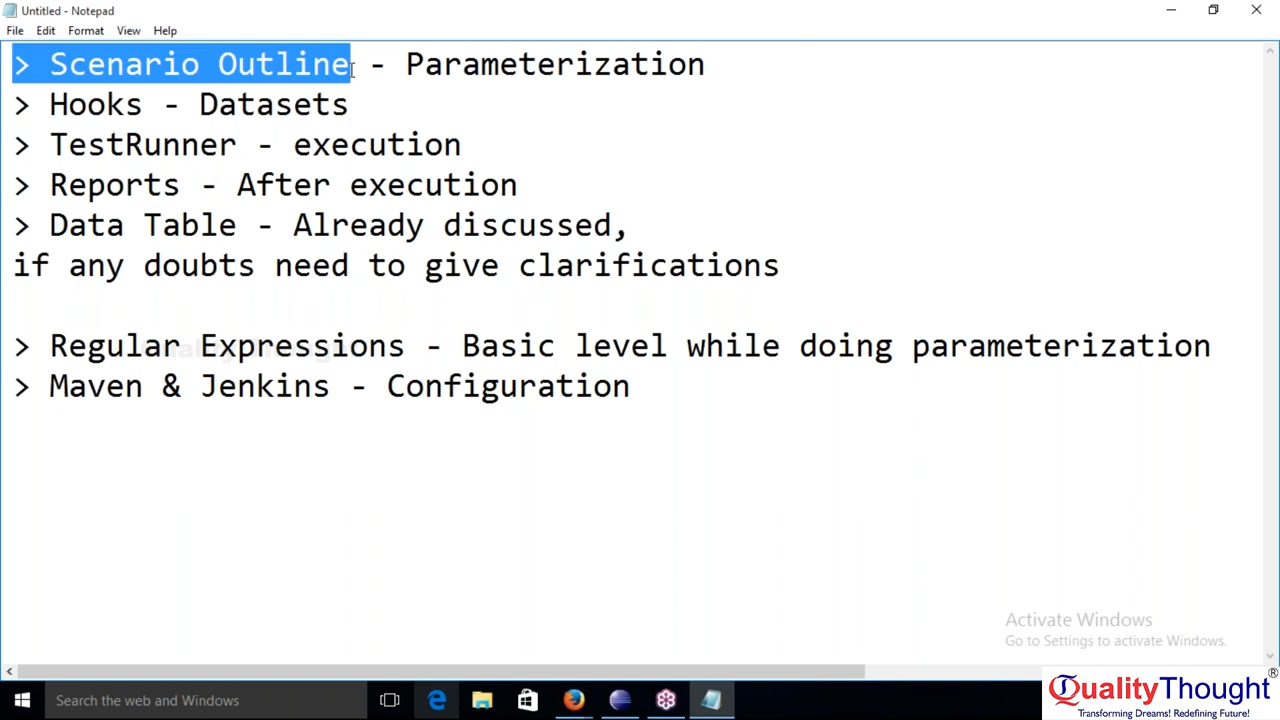 Untitled - Notepad
File Edit Format View Help
> Scenario Outline - Parameterization
> Hooks - Datasets
> TestRunner - execution
> Reports - After execution
> Data Table - Already discussed,
if any doubts need to give clarifications
> Regular Expressions - Basic level while doing parameterization
> Maven & Jenkins - Configuration
Activate Windows
Go to Settings to activate Windows.
Search the web and Windows
QualityThought®
Transforming Dreams! Redefining Future!